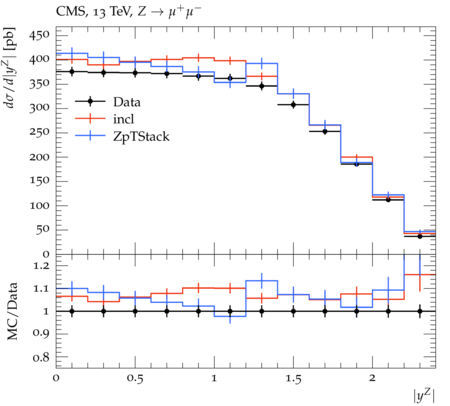 CMS, 13 TeV, Z → μ⁺μ⁻
dσ/d|y^Z| [pb]
450
400
350
300
250
200
150
100
50
0
Data
incl
ZpTStack
MC/Data
1.2
1.1
1
0.9
0.8
0 0.5 1 1.5 2
|y^Z|